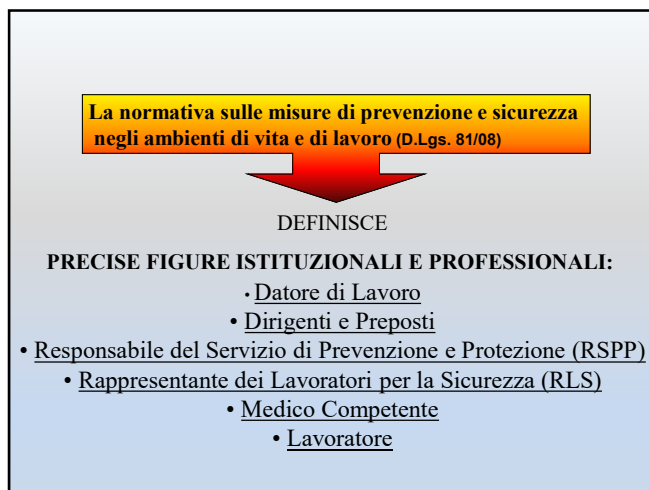 La normativa sulle misure di prevenzione e sicurezza
negli ambienti di vita e di lavoro (D.Lgs. 81/08)
DEFINISCE
PRECISE FIGURE ISTITUZIONALI E PROFESSIONALI:
• Datore di Lavoro
• Dirigenti e Preposti
• Responsabile del Servizio di Prevenzione e Protezione (RSPP)
• Rappresentante dei Lavoratori per la Sicurezza (RLS)
• Medico Competente
• Lavoratore